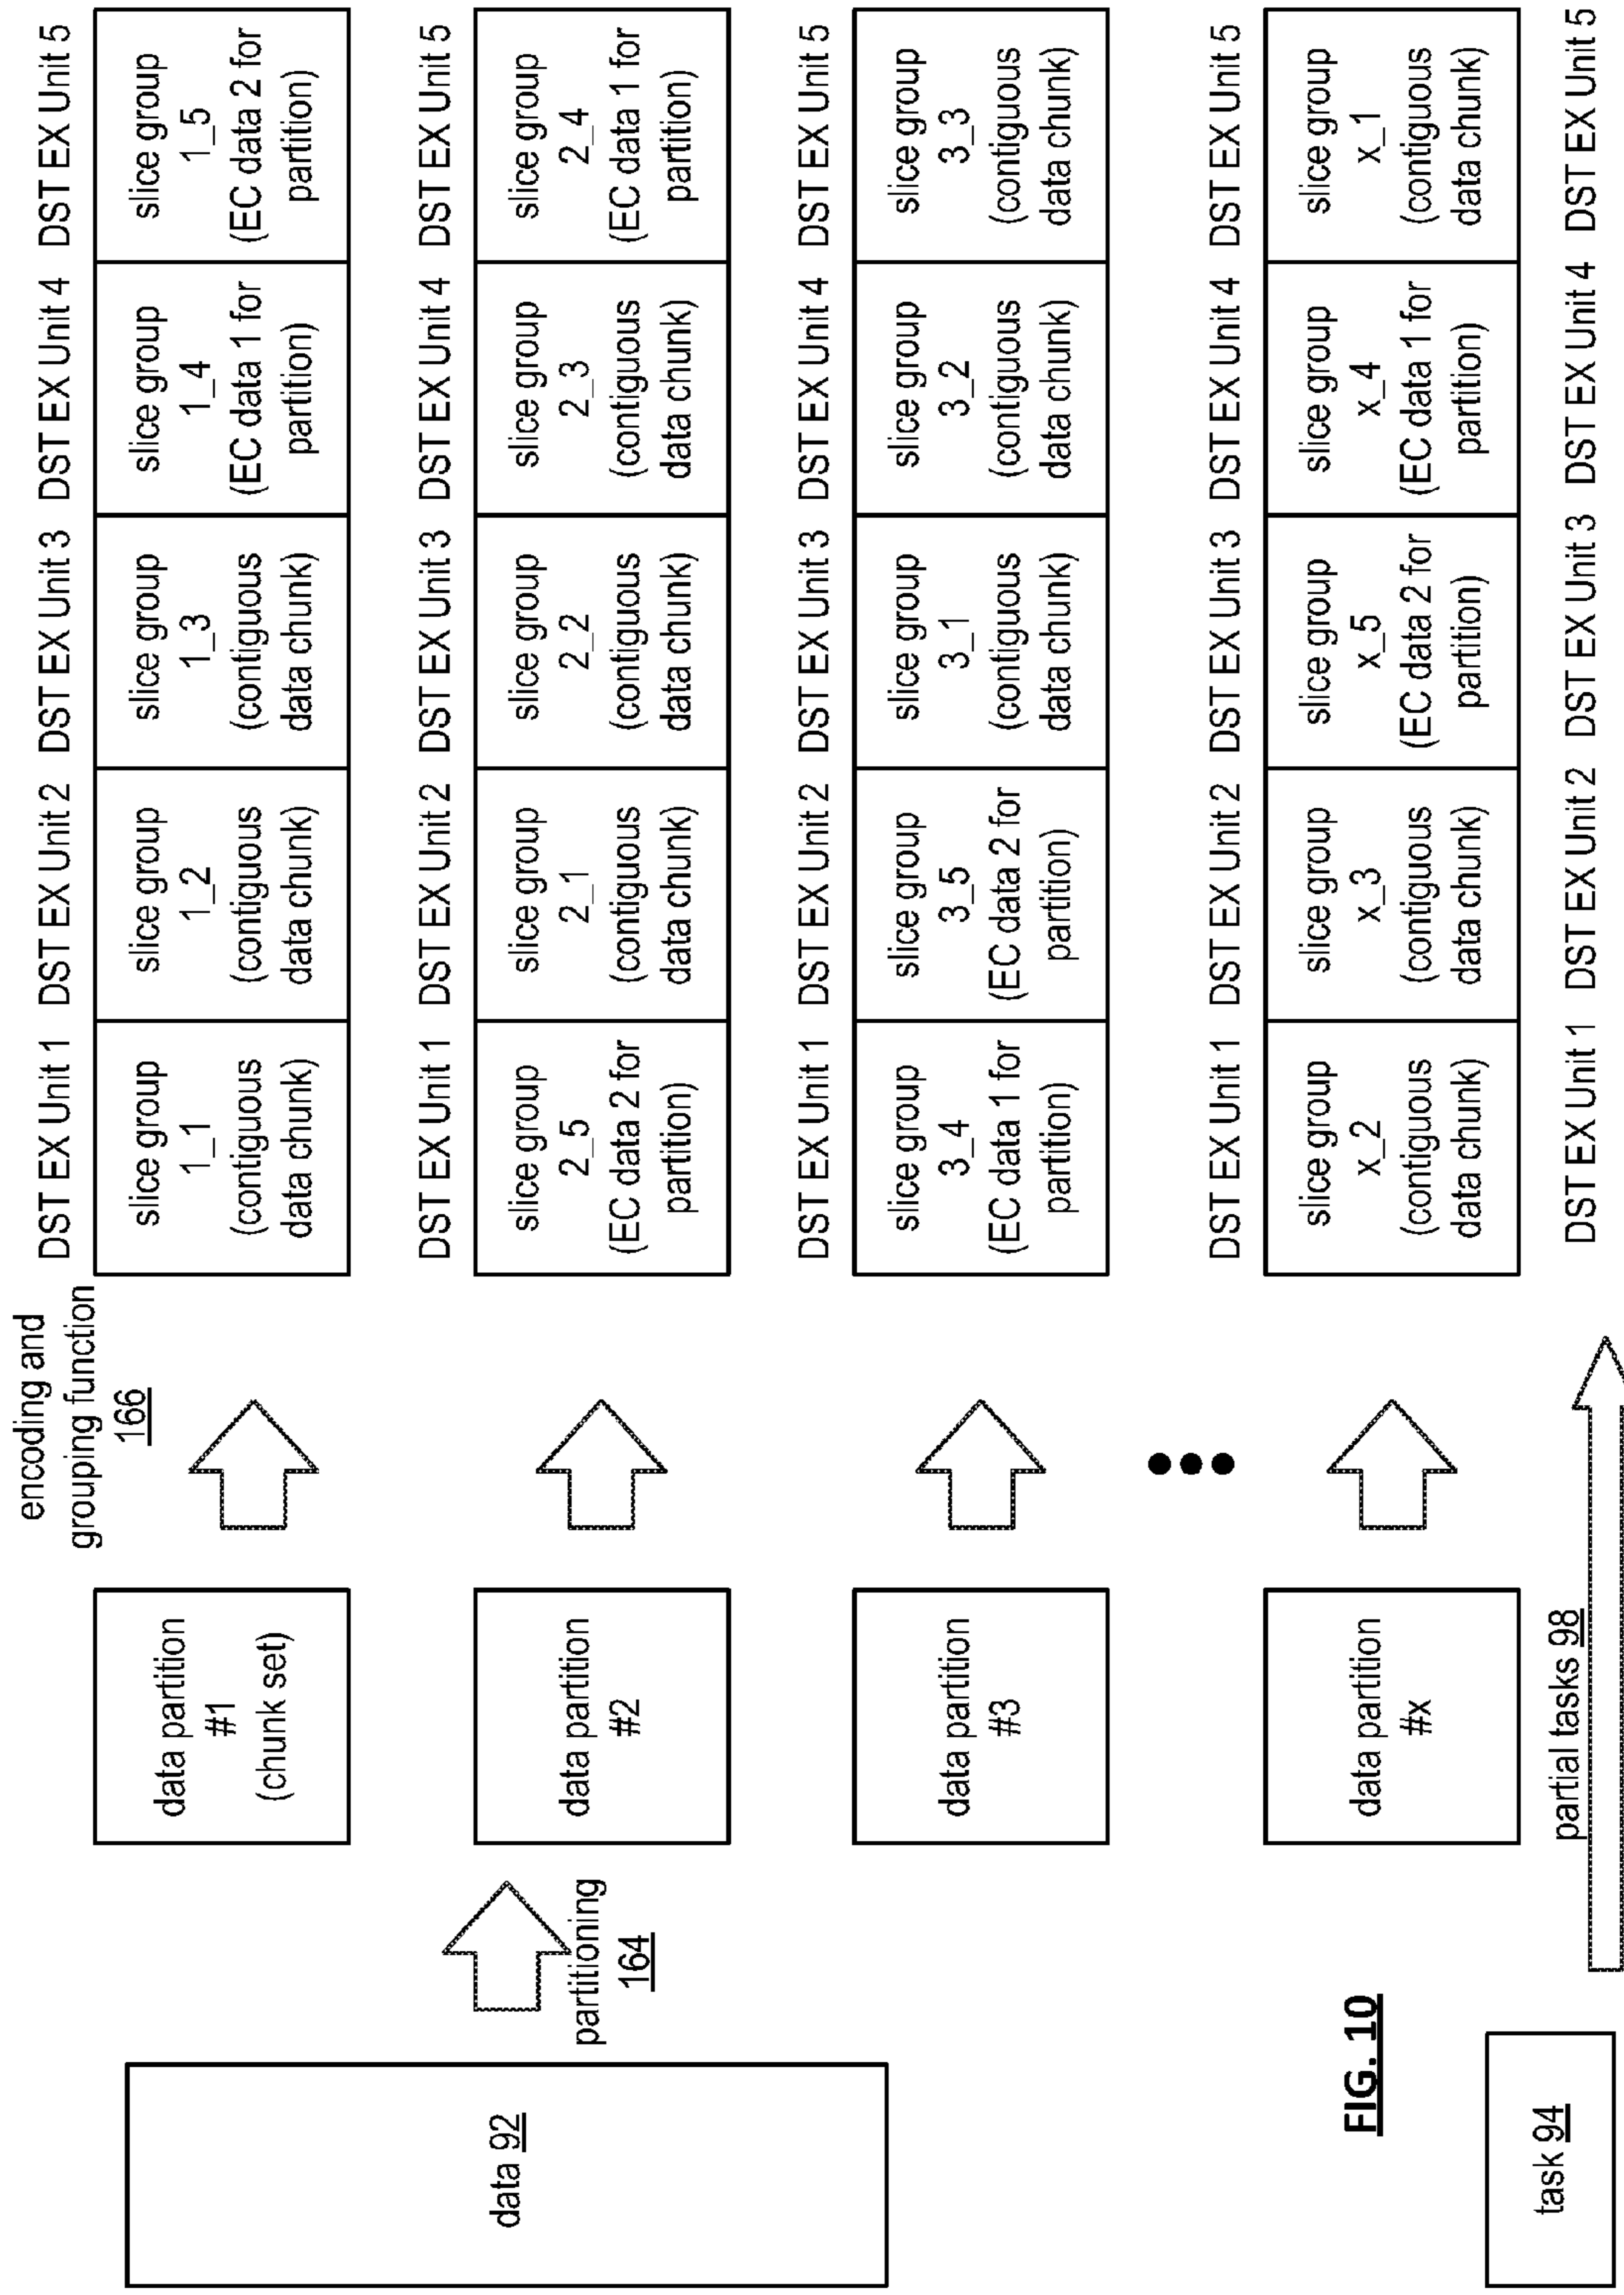 encoding and
grouping function
166
data 92
partitioning
164
data partition
#1
(chunk set)
DST EX Unit 1 DST EX Unit 2 DST EX Unit 3 DST EX Unit 4 DST EX Unit 5
slice group
1_1
(contiguous
data chunk)
slice group
1_2
(contiguous
data chunk)
slice group
1_3
(contiguous
data chunk)
slice group
1_4
(EC data 1 for
partition)
slice group
1_5
(EC data 2 for
partition)
data partition
#2
DST EX Unit 1 DST EX Unit 2 DST EX Unit 3 DST EX Unit 4 DST EX Unit 5
slice group
2_5
(EC data 2 for
partition)
slice group
2_1
(contiguous
data chunk)
slice group
2_2
(contiguous
data chunk)
slice group
2_3
(contiguous
data chunk)
slice group
2_4
(EC data 1 for
partition)
data partition
#3
DST EX Unit 1 DST EX Unit 2 DST EX Unit 3 DST EX Unit 4 DST EX Unit 5
slice group
3_4
(EC data 1 for
partition)
slice group
3_5
(EC data 2 for
partition)
slice group
3_1
(contiguous
data chunk)
slice group
3_2
(contiguous
data chunk)
slice group
3_3
(contiguous
data chunk)
data partition
#x
DST EX Unit 1 DST EX Unit 2 DST EX Unit 3 DST EX Unit 4 DST EX Unit 5
slice group
x_2
(contiguous
data chunk)
slice group
x_3
(contiguous
data chunk)
slice group
x_5
(EC data 2 for
partition)
slice group
x_4
(EC data 1 for
partition)
slice group
x_1
(contiguous
data chunk)
FIG. 10
task 94
partial tasks 98
DST EX Unit 1 DST EX Unit 2 DST EX Unit 3 DST EX Unit 4 DST EX Unit 5